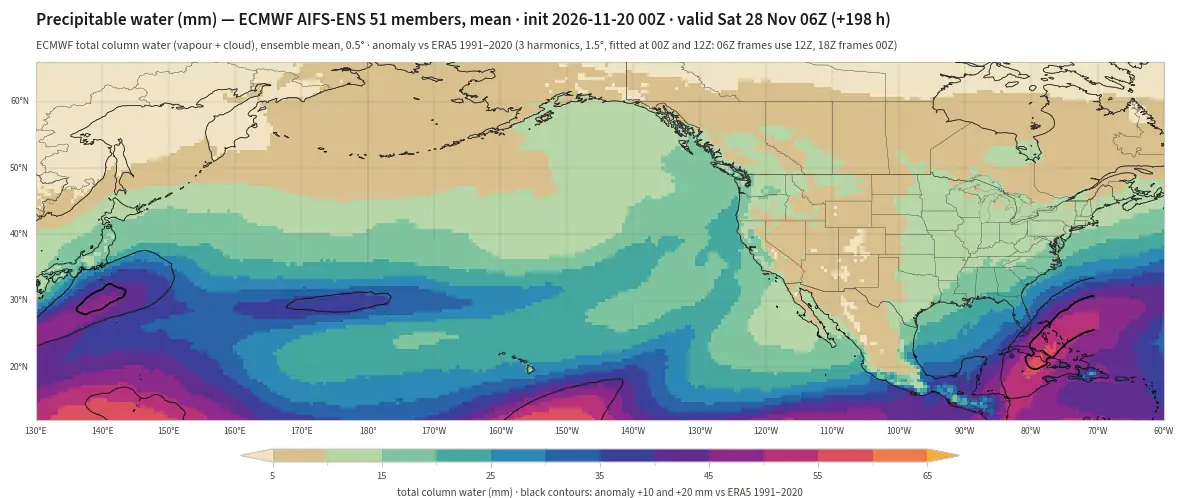 Precipitable water (mm) — ECMWF AIFS-ENS 51 members, mean · init 2026-11-20 00Z · valid Sat 28 Nov 06Z (+198 h)
ECMWF total column water (vapour + cloud), ensemble mean, 0.5° · anomaly vs ERA5 1991–2020 (3 harmonics, 1.5°, fitted at 00Z and 12Z: 06Z frames use 12Z, 18Z frames 00Z)
60°N
50°N
40°N
30°N
20°N
130°E 140°E 150°E 160°E 170°E 180° 170°W 160°W 150°W 140°W 130°W 120°W 110°W 100°W 90°W 80°W 70°W 60°W
5 15 25 35 45 55 65
total column water (mm) · black contours: anomaly +10 and +20 mm vs ERA5 1991–2020